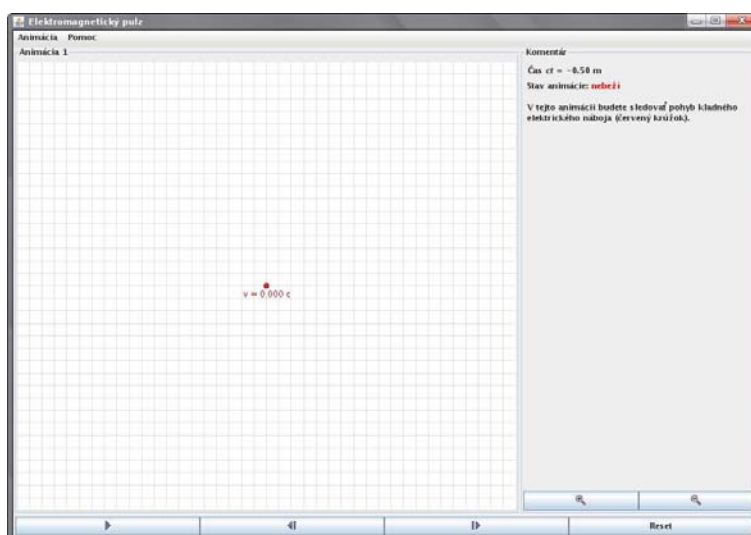 Elektromagnetický pulz
Animácia Pomoc
Animácia 1
v = 0.000 c
Komentár
Čas ct = −0.50 m
Stav animácie: nebeží
V tejto animácií budete sledovať pohyb kladného
elektrického náboja (červený krúžok).
Reset